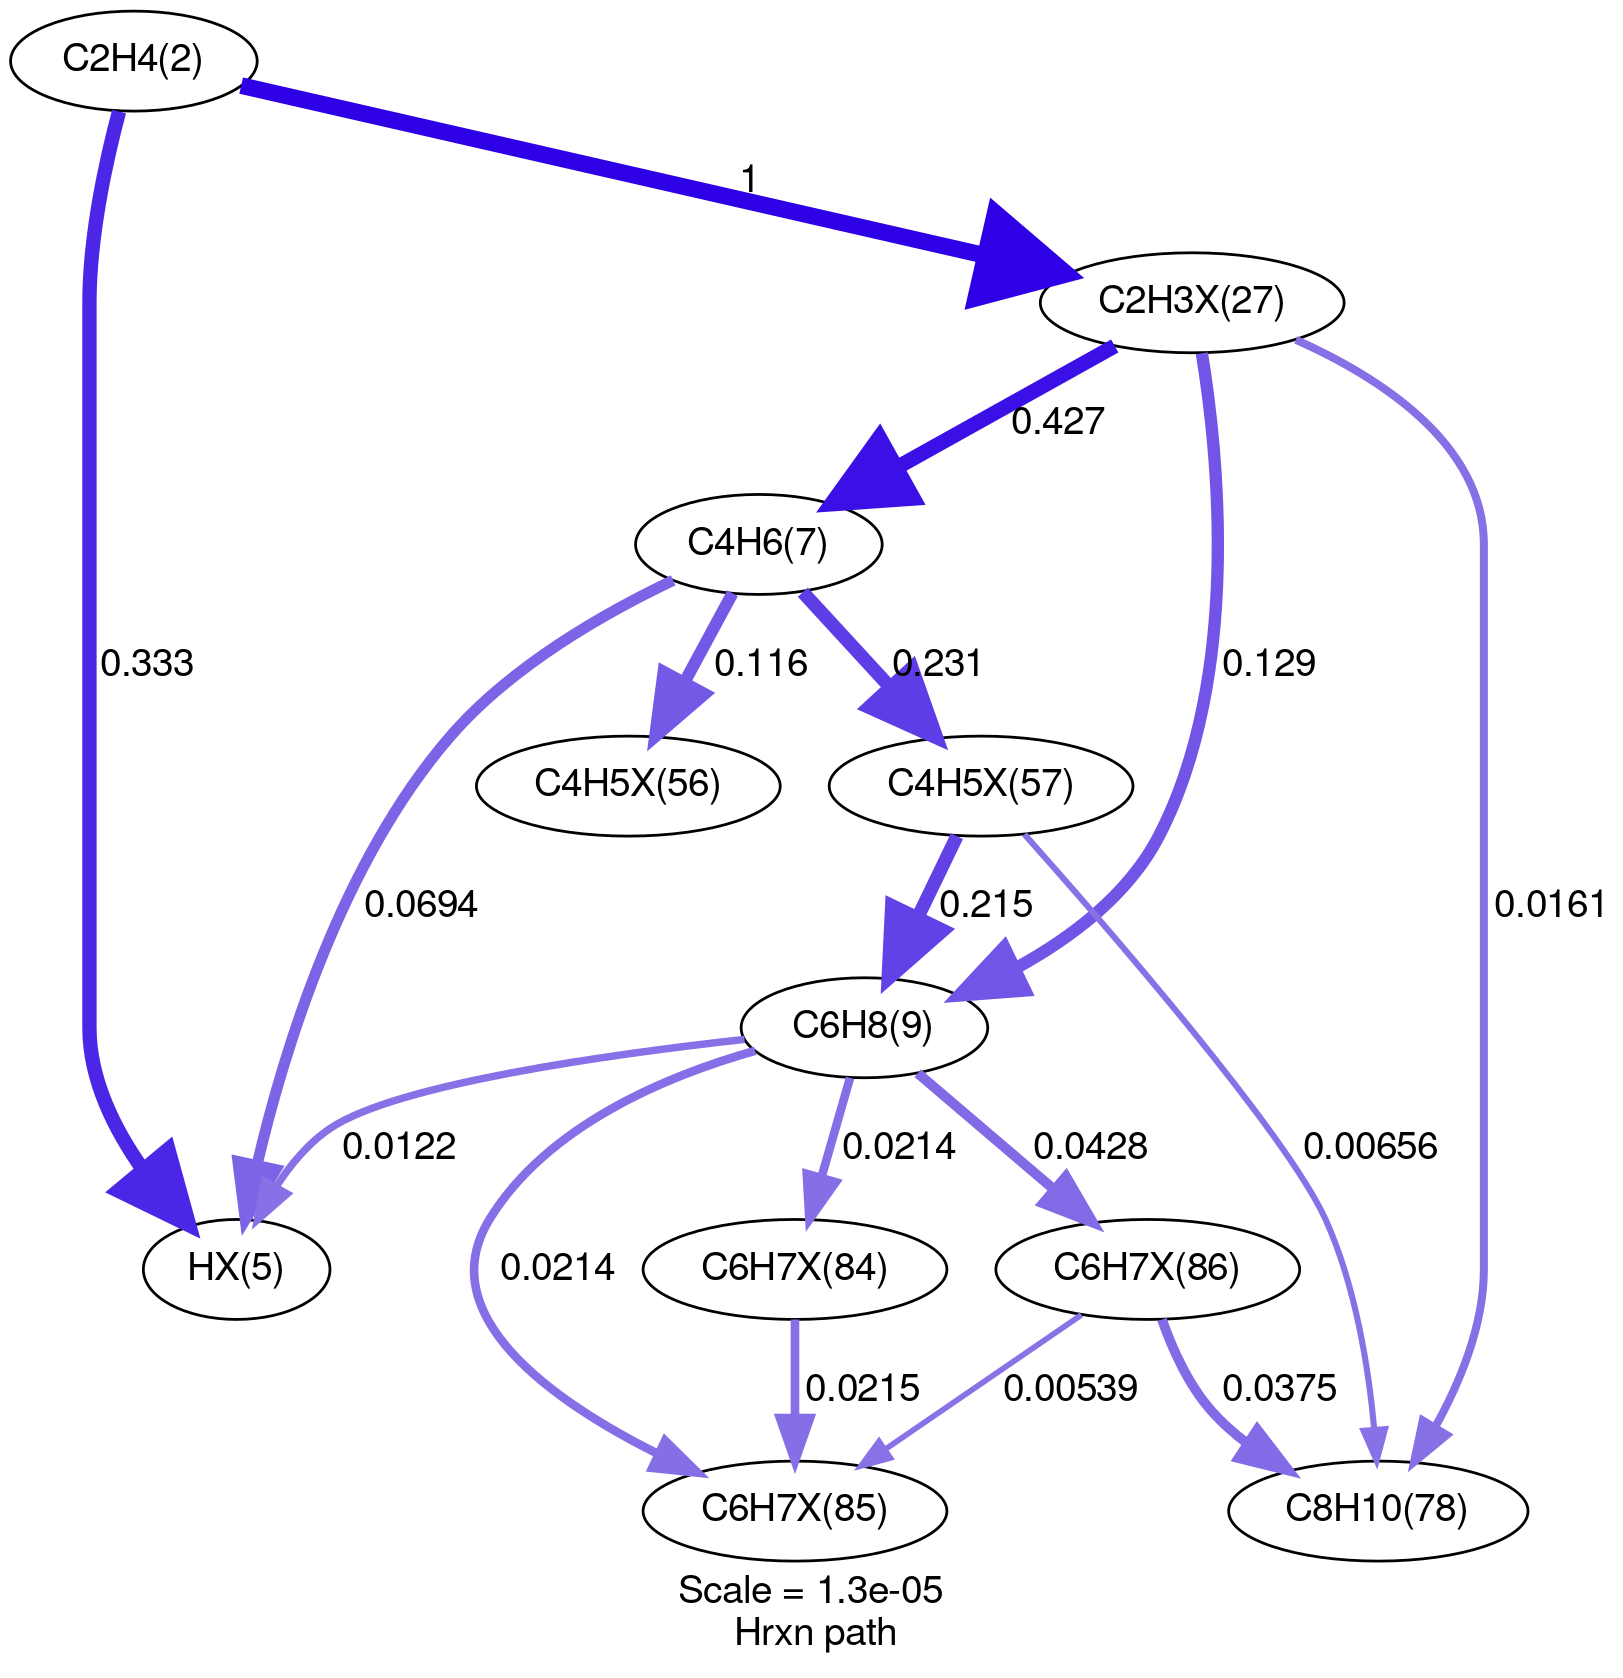 C2H4(2)
1
C2H3X(27)
0.427
C4H6(7)
0.333
0.116
0.231
0.129
C4H5X(56)
C4H5X(57)
0.0694
0.215
0.0161
C6H8(9)
0.0122
0.0214
0.0428
0.00656
HX(5)
0.0214
C6H7X(84)
C6H7X(86)
0.0215
0.00539
0.0375
C6H7X(85)
C8H10(78)
Scale = 1.3e-05
Hrxn path